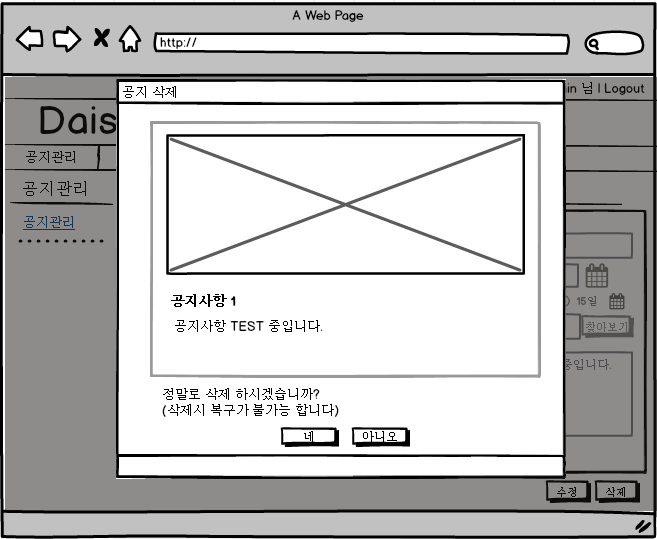 A Web Page
http://
공지 삭제
in 님 | Logout
Dais
공지관리
공지관리
공지관리
공지사항 1
공지사항 TEST 중입니다.
15일
찾아보기
중입니다.
정말로 삭제 하시겠습니까?
(삭제시 복구가 불가능 합니다)
네
아니오
수정
삭제